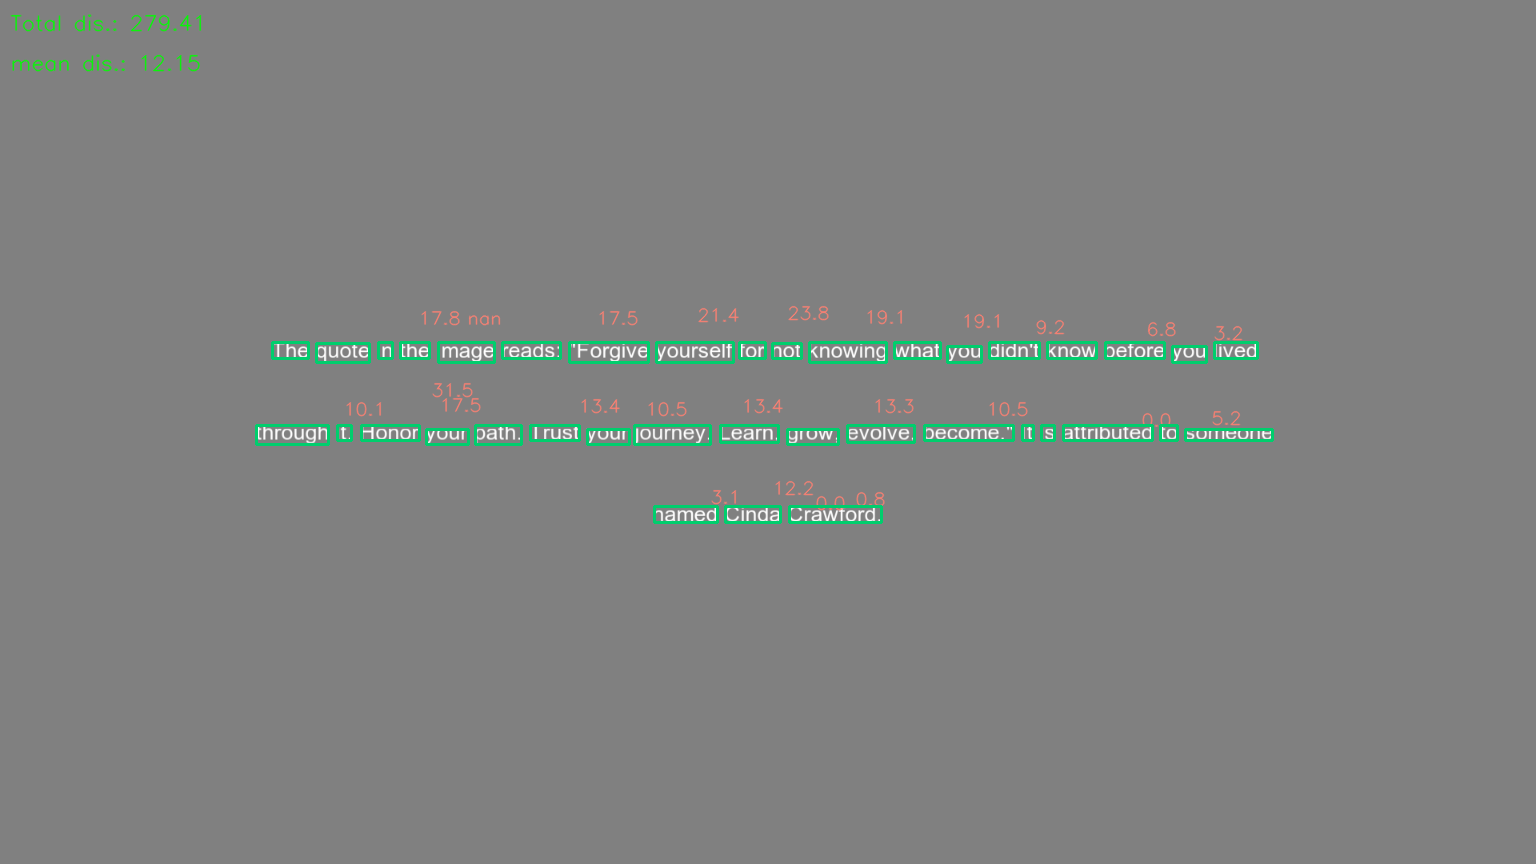 Total dis.: 279.41
mean dis.: 12.15
17.8 nan 17.5 21.4 23.8 19.1 19.1 9.2 6.8 3.2
The quote n the mage reads: "Forgive yourself for not knowing what you didn't know before you lived
31.5
10.1 17.5 13.4 10.5 13.4 13.3 10.5 0.0 5.2
through t. Honor your path. Trust your journey. Learn, grow, evolve, become." It s attributed to someone
3.1 12.2 0.0 0.8
named Cinda Crawford.